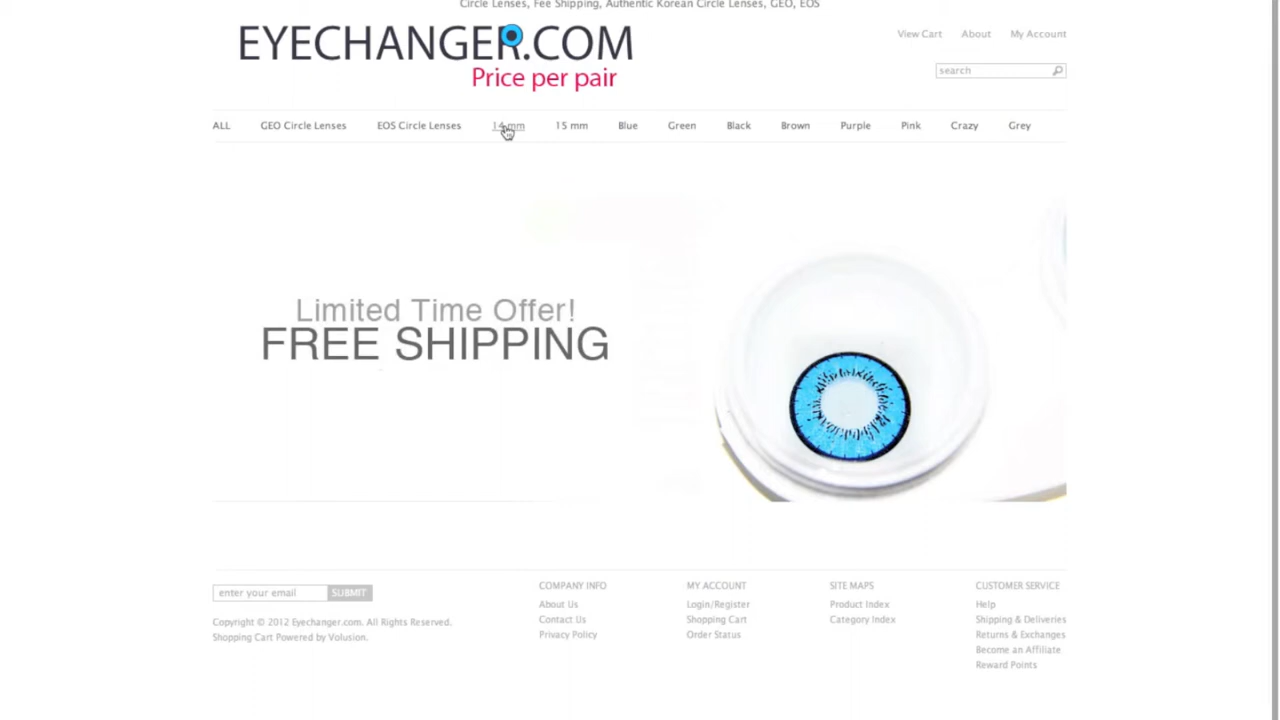 Circle Lenses, Fee Shipping, Authentic Korean Circle Lenses, GEO, EOS
EYECHANGER.COM
Price per pair
View Cart About My Account
search
ALL GEO Circle Lenses EOS Circle Lenses 14 mm 15 mm Blue Green Black Brown Purple Pink Crazy Grey
Limited Time Offer!
FREE SHIPPING
enter your email SUBMIT
Copyright © 2012 Eyechanger.com. All Rights Reserved.
Shopping Cart Powered by Volusion.
COMPANY INFO
About Us
Contact Us
Privacy Policy
MY ACCOUNT
Login/Register
Shopping Cart
Order Status
SITE MAPS
Product Index
Category Index
CUSTOMER SERVICE
Help
Shipping & Deliveries
Returns & Exchanges
Become an Affiliate
Reward Points